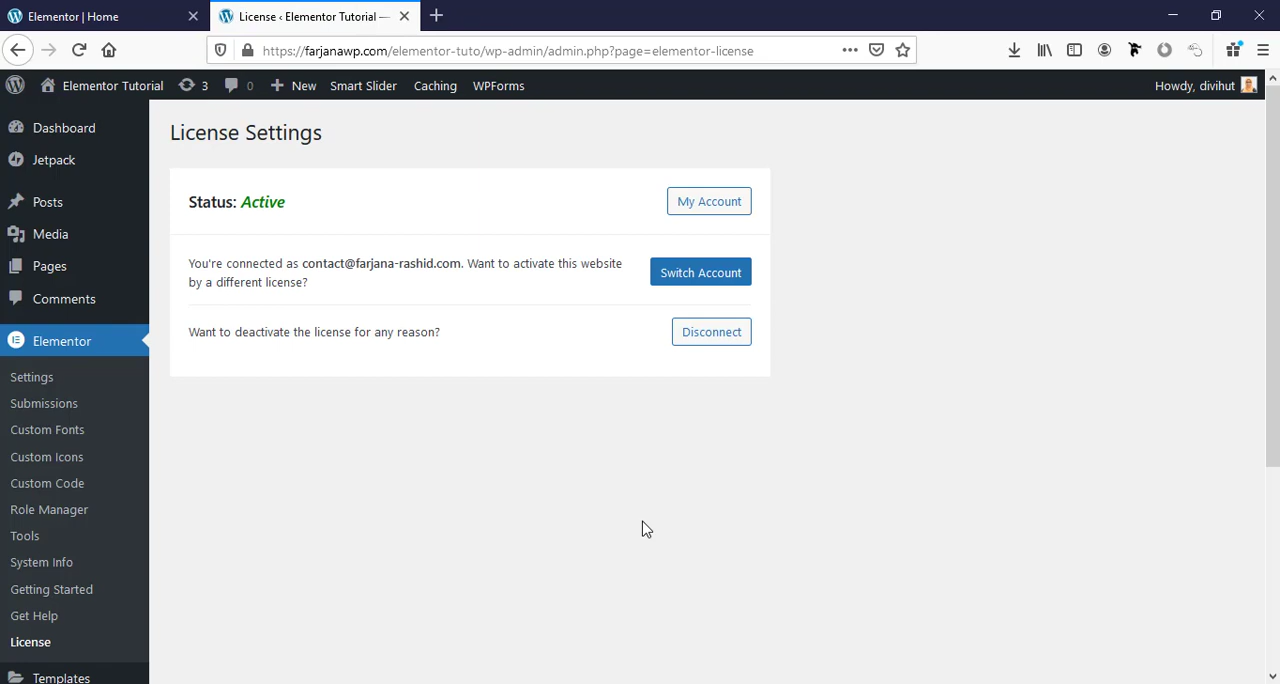 Elementor | Home
License ‹ Elementor Tutorial —
https://farjanawp.com/elementor-tuto/wp-admin/admin.php?page=elementor-license
Elementor Tutorial 3 0 New Smart Slider Caching WPForms Howdy, divihut
Dashboard
Jetpack
Posts
Media
Pages
Comments
Elementor
Settings
Submissions
Custom Fonts
Custom Icons
Custom Code
Role Manager
Tools
System Info
Getting Started
Get Help
License
Templates
License Settings
Status: Active
My Account
You're connected as contact@farjana-rashid.com. Want to activate this website
by a different license?
Switch Account
Want to deactivate the license for any reason?
Disconnect